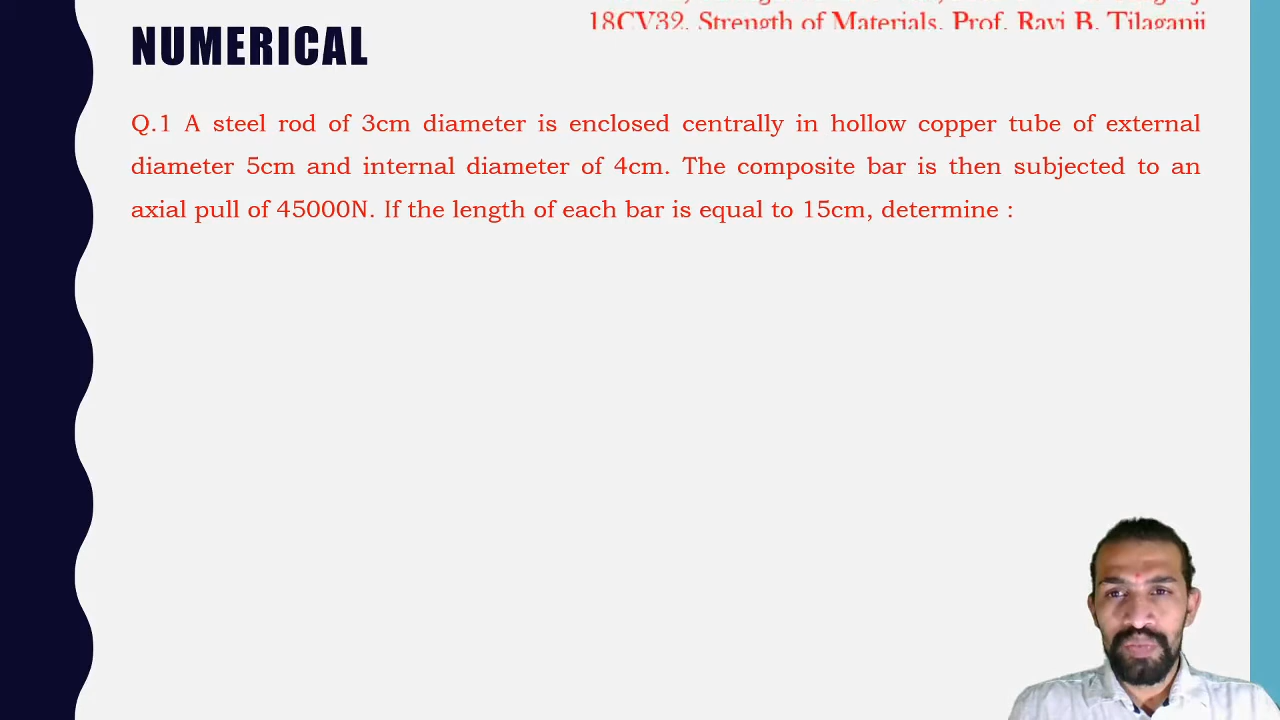 18CV32, Strength of Materials, Prof. Ravi B. Tilaganji
NUMERICAL
Q.1 A steel rod of 3cm diameter is enclosed centrally in hollow copper tube of external
diameter 5cm and internal diameter of 4cm. The composite bar is then subjected to an
axial pull of 45000N. If the length of each bar is equal to 15cm, determine :